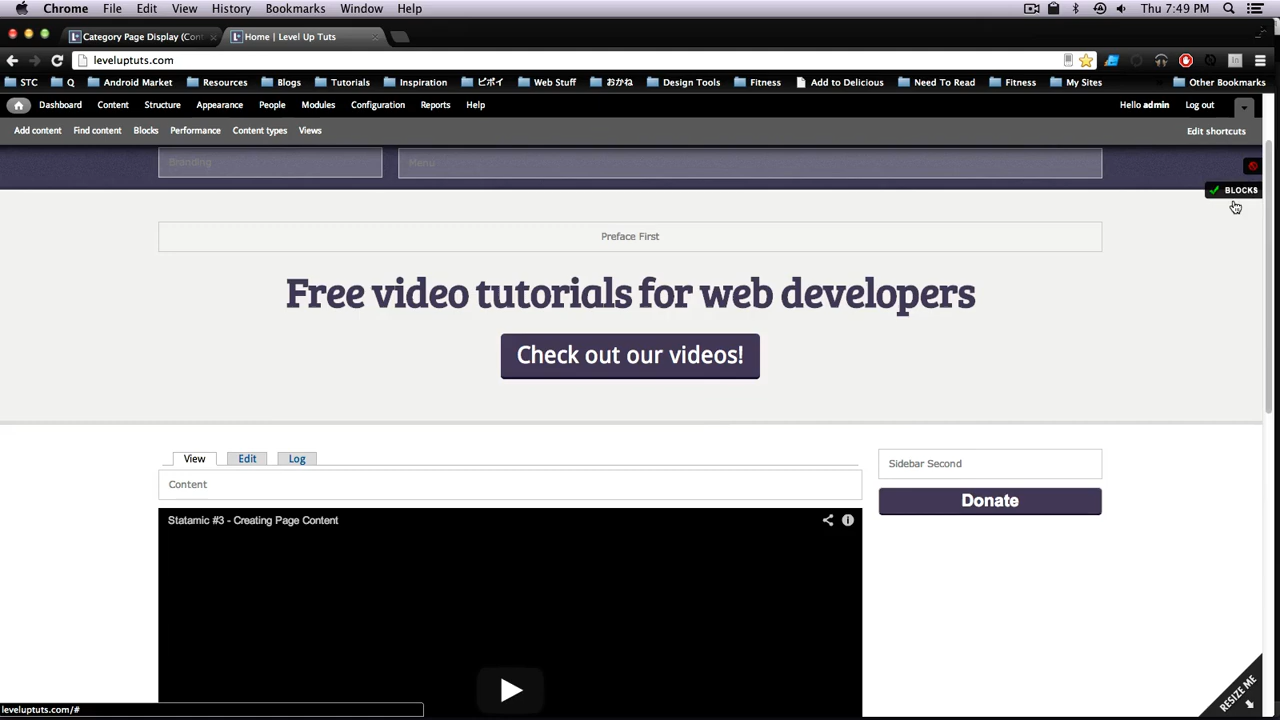 Chrome File Edit View History Bookmarks Window Help Thu 7:49 PM
Category Page Display (Cont Home | Level Up Tuts
leveluptuts.com
STC Q Android Market Resources Blogs Tutorials Inspiration ビボイ Web Stuff おかね Design Tools Fitness Add to Delicious Need To Read Fitness My Sites Other Bookmarks
Dashboard Content Structure Appearance People Modules Configuration Reports Help Hello admin Log out
Add content Find content Blocks Performance Content types Views Edit shortcuts
Branding Menu
BLOCKS
Preface First
Free video tutorials for web developers
Check out our videos!
View Edit Log
Sidebar Second
Content
Donate
Statamic #3 - Creating Page Content
RESIZE ME
leveluptuts.com/#